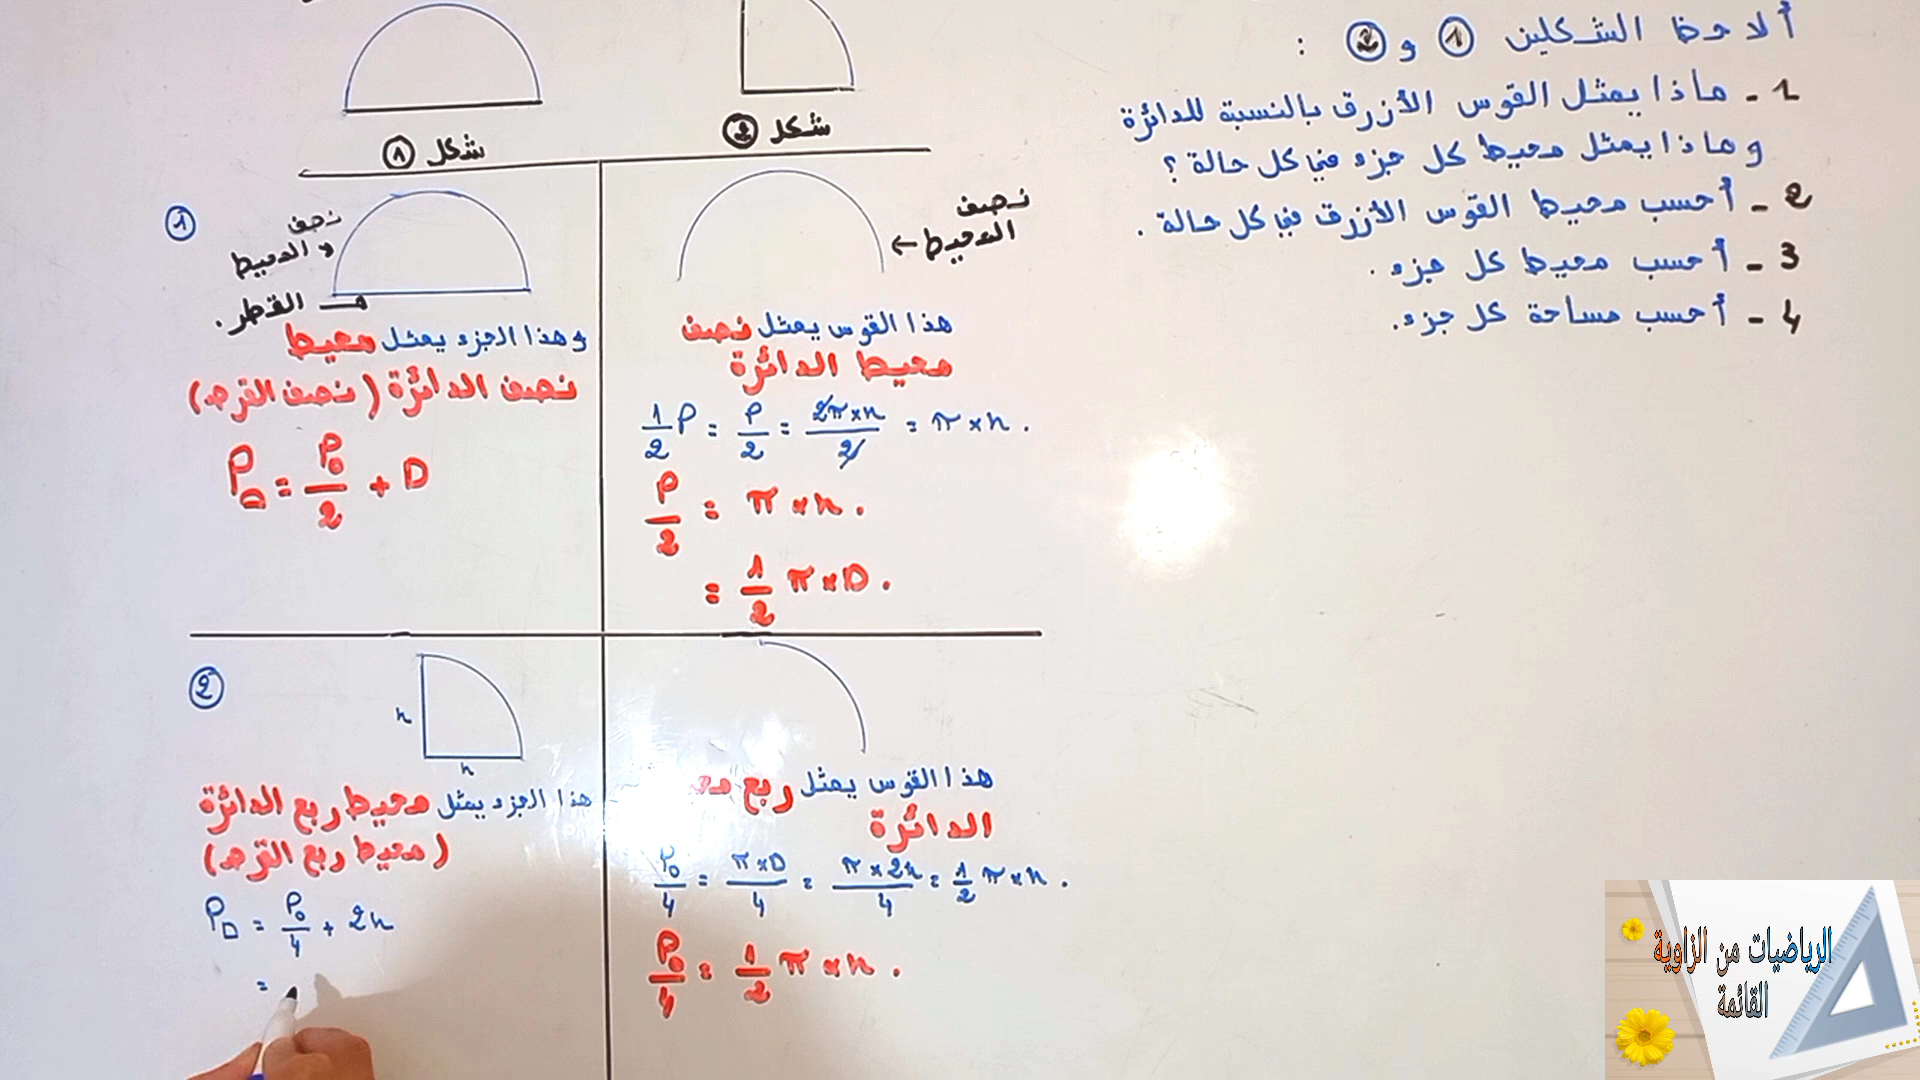 ألاحظ الشكلين ① و ② :
1 - ماذا يمثل القوس الأزرق بالنسبة للدائرة
و ماذا يمثل محيط كل جزء في كل حالة ؟
2 - أحسب محيط القوس الأزرق في كل حالة .
3 - أحسب محيط كل جزء .
4 - أحسب مساحة كل جزء .
شكل ②
شكل ①
نصف
المحيط ←
هذا القوس يمثل نصف
محيط الدائرة
1/2 P = P/2 = 2π×r/2 = π×r .
P/2 = π×r .
= 1/2 π×D .
①
نصف
المحيط
القطر .
و هذا الجزء يمثل محيط
نصف الدائرة ( نصف القرص )
P = P/2 + D
هذا القوس يمثل ربع
الدائرة
P/4 = π×D/4 = π×2r/4 = 1/2 π×r .
P/4 = 1/2 π×r .
②
r
r
هذا الجزء يمثل محيط ربع الدائرة
( محيط ربع القرص )
P = P/4 + 2r
=
الرياضيات من الزاوية
القائمة